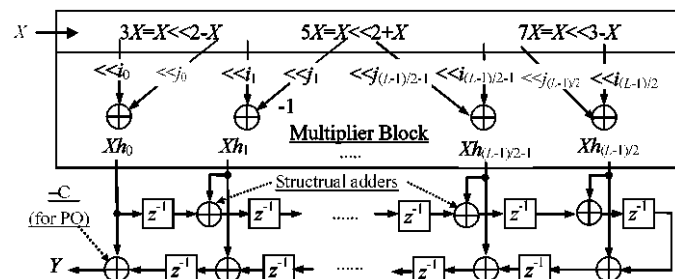 X 3X=X<<2-X 5X=X<<2+X 7X=X<<3-X
<<i₀ <<j₀ <<i₁ <<j₁ <<j₍L-1)/2-1 <<i(L-1)/2-1 <<j(L-1)/2 <<i(L-1)/2
-1
Multiplier Block
Xh₀ Xh₁ ..... Xh(L-1)/2-1 Xh(L-1)/2
–C
(for PO)
Structrual adders
z⁻¹ z⁻¹ ...... z⁻¹ z⁻¹ z⁻¹
Y z⁻¹ z⁻¹ ...... z⁻¹ z⁻¹